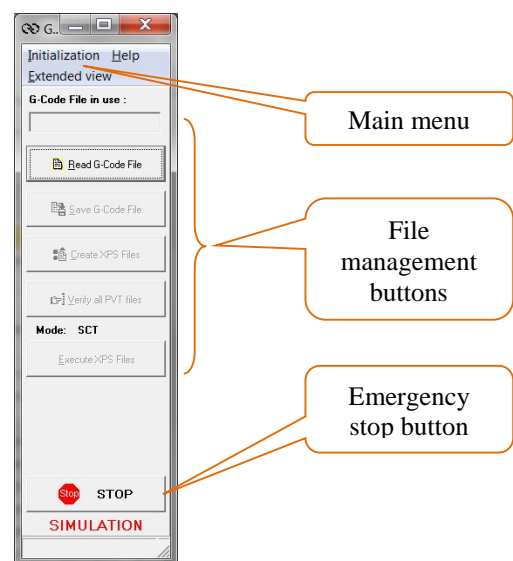 G..
Initialization Help
Extended view
G-Code File in use :
Read G-Code File
Save G-Code File
Create XPS Files
Verify all PVT files
Mode: SCT
Execute XPS Files
Stop STOP
SIMULATION
Main menu
File
management
buttons
Emergency
stop button